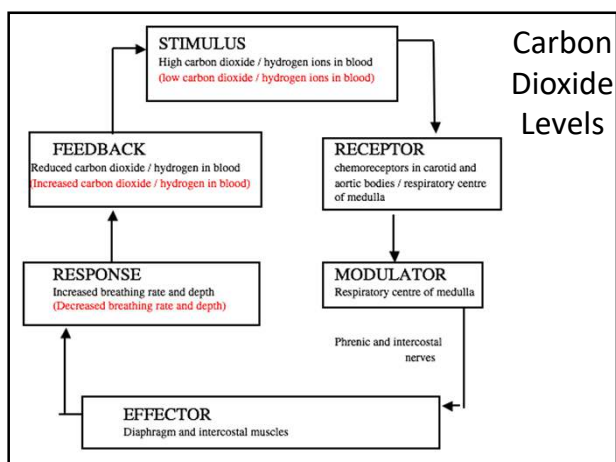 Carbon
Dioxide
Levels
STIMULUS
High carbon dioxide / hydrogen ions in blood
(low carbon dioxide / hydrogen ions in blood)
RECEPTOR
chemoreceptors in carotid and
aortic bodies / respiratory centre
of medulla
MODULATOR
Respiratory centre of medulla
Phrenic and intercostal
nerves
EFFECTOR
Diaphragm and intercostal muscles
RESPONSE
Increased breathing rate and depth
(Decreased breathing rate and depth)
FEEDBACK
Reduced carbon dioxide / hydrogen in blood
(Increased carbon dioxide / hydrogen in blood)